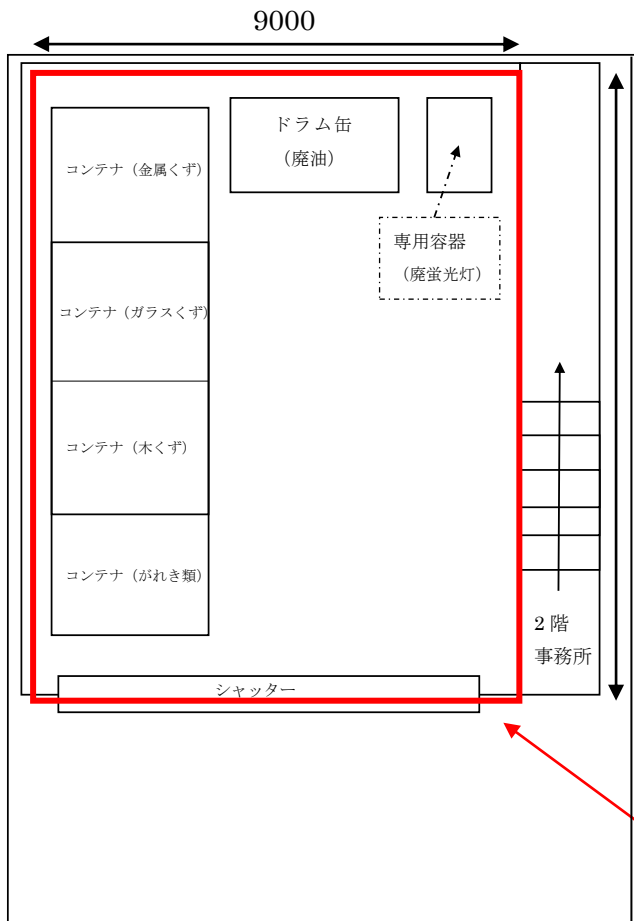 9000
ドラム缶
（廃油）
コンテナ（金属くず）
専用容器
（廃蛍光灯）
コンテナ（ガラスくず）
コンテナ（木くず）
コンテナ（がれき類）
2 階
事務所
シャッター